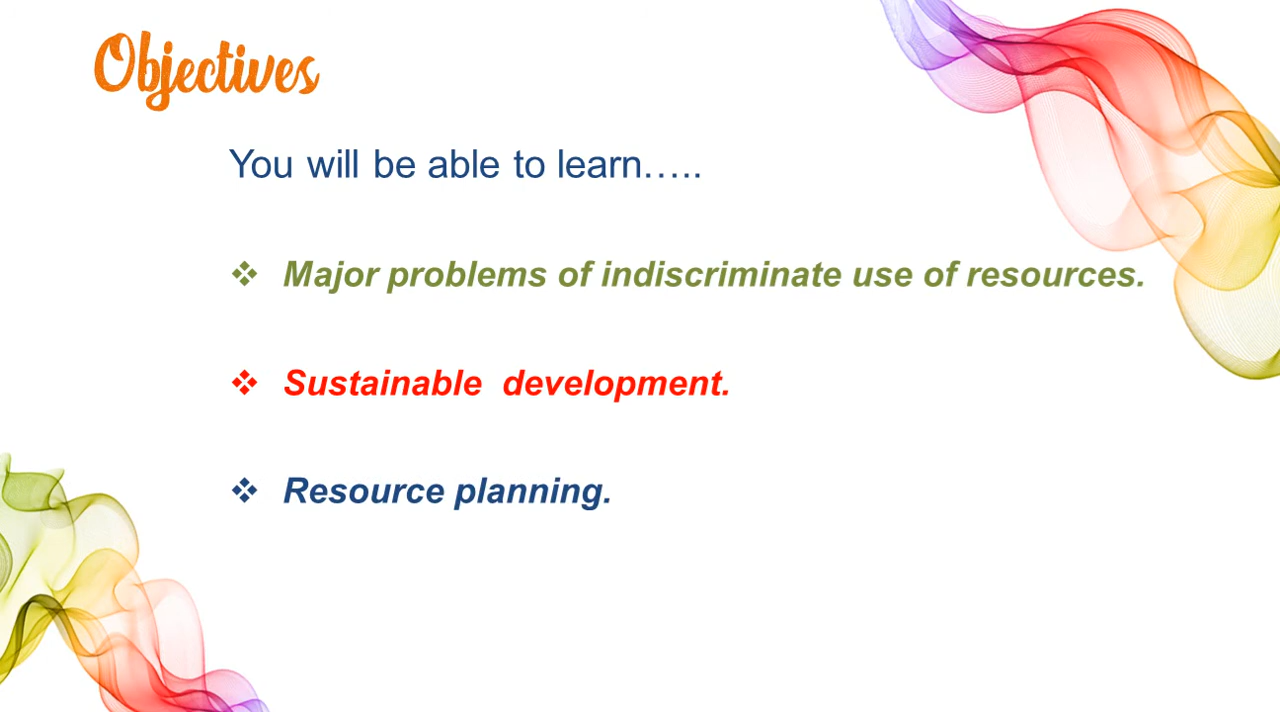 Objectives
You will be able to learn…..
❖ Major problems of indiscriminate use of resources.
❖ Sustainable  development.
❖ Resource planning.